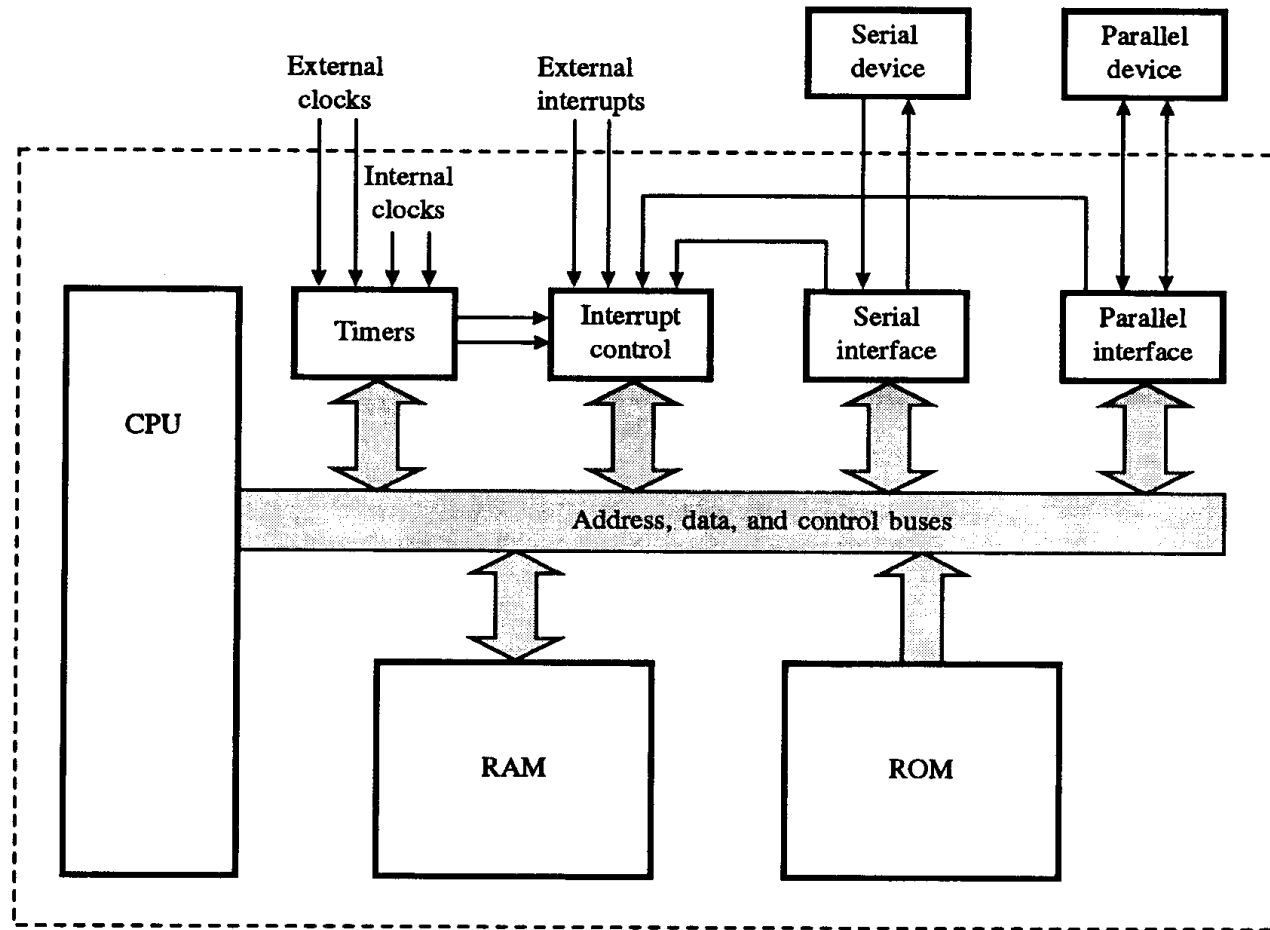 Serial
device
Parallel
device
External
clocks
External
interrupts
Internal
clocks
Timers
Interrupt
control
Serial
interface
Parallel
interface
CPU
Address, data, and control buses
RAM
ROM